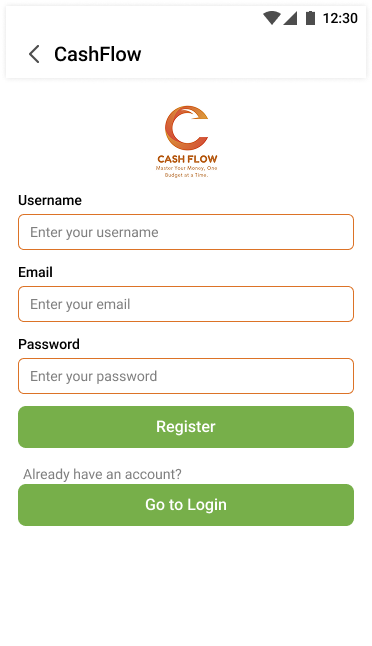 12:30
CashFlow
CASH FLOW
Master Your Money, One
Budget at a Time.
Username
Enter your username
Email
Enter your email
Password
Enter your password
Register
Already have an account?
Go to Login